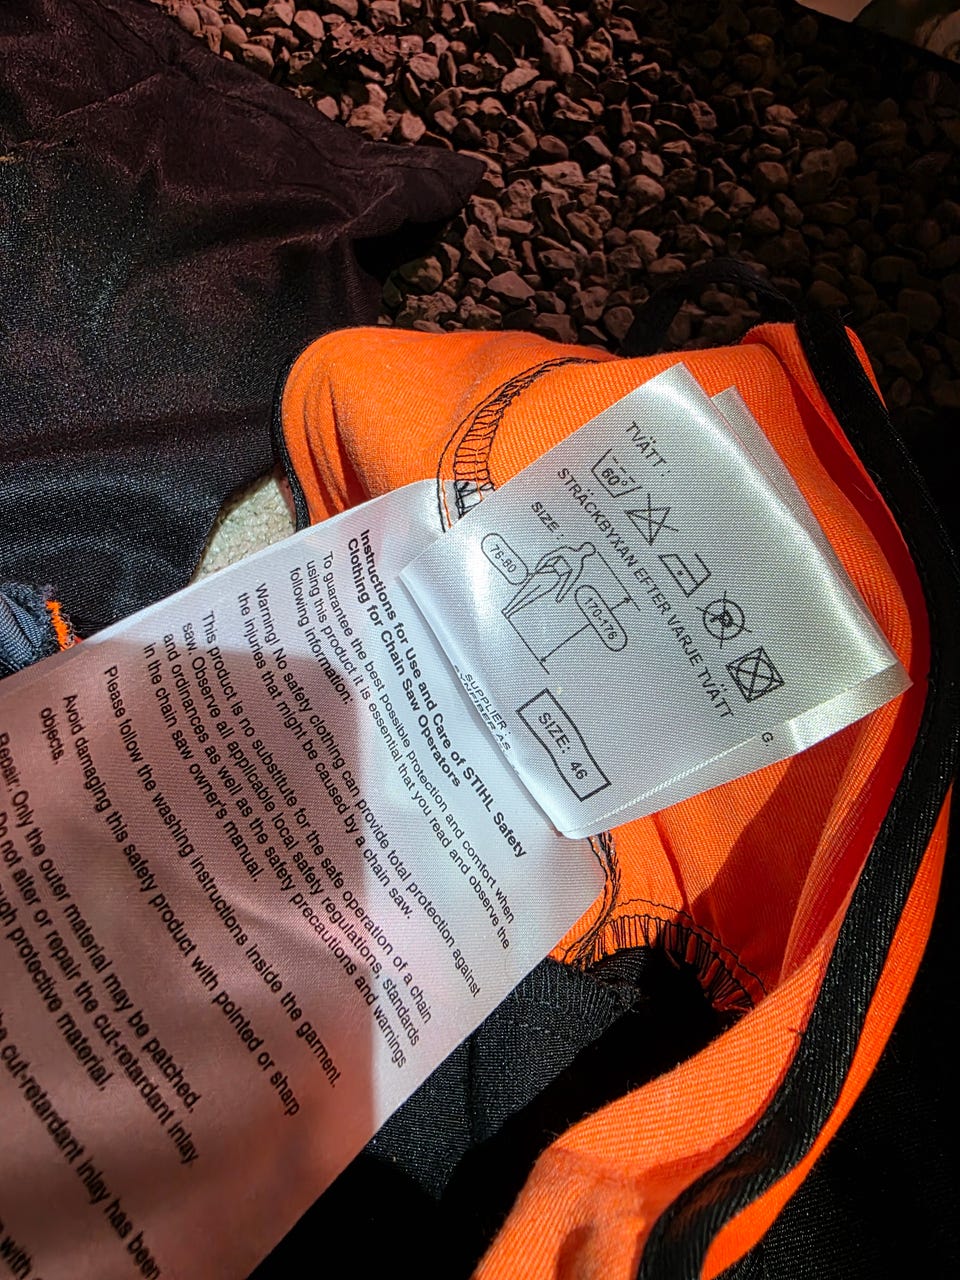 TVÄTT :
60°
P
STRÄCKBYXAN EFTER VARJE TVÄTT
SIZE :
76-80
170-176
SIZE: 46
SUPPLIER :
G.
Instructions for Use and Care of STIHL Safety
Clothing for Chain Saw Operators
To guarantee the best possible protection and comfort when
using this product it is essential that you read and observe the
following information:
Warning! No safety clothing can provide total protection against
the injuries that might be caused by a chain saw.
This product is no substitute for the safe operation of a chain
saw. Observe all applicable local safety regulations, standards
and ordinances as well as the safety precautions and warnings
in the chain saw owner's manual.
Please follow the washing instructions inside the garment.
Avoid damaging this safety product with pointed or sharp
objects.
Repair: Only the outer material may be patched.
Do not alter or repair the cut-retardant inlay.
protective material.
cut-retardant inlay has been
with